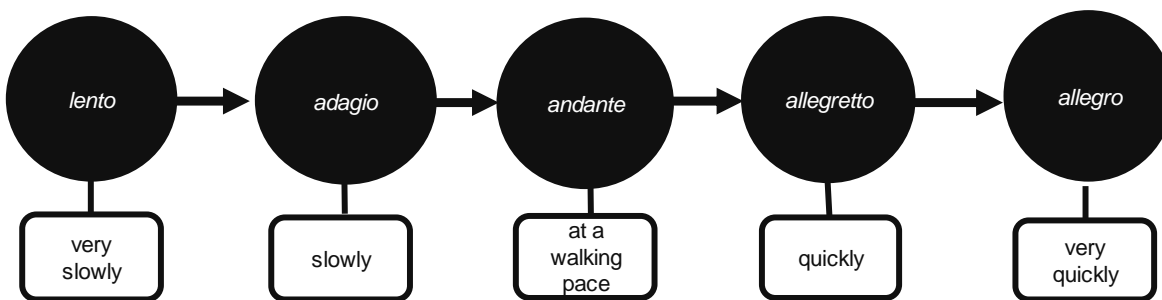 lento
adagio
andante
allegretto
allegro
very
slowly
slowly
at a
walking
pace
quickly
very
quickly